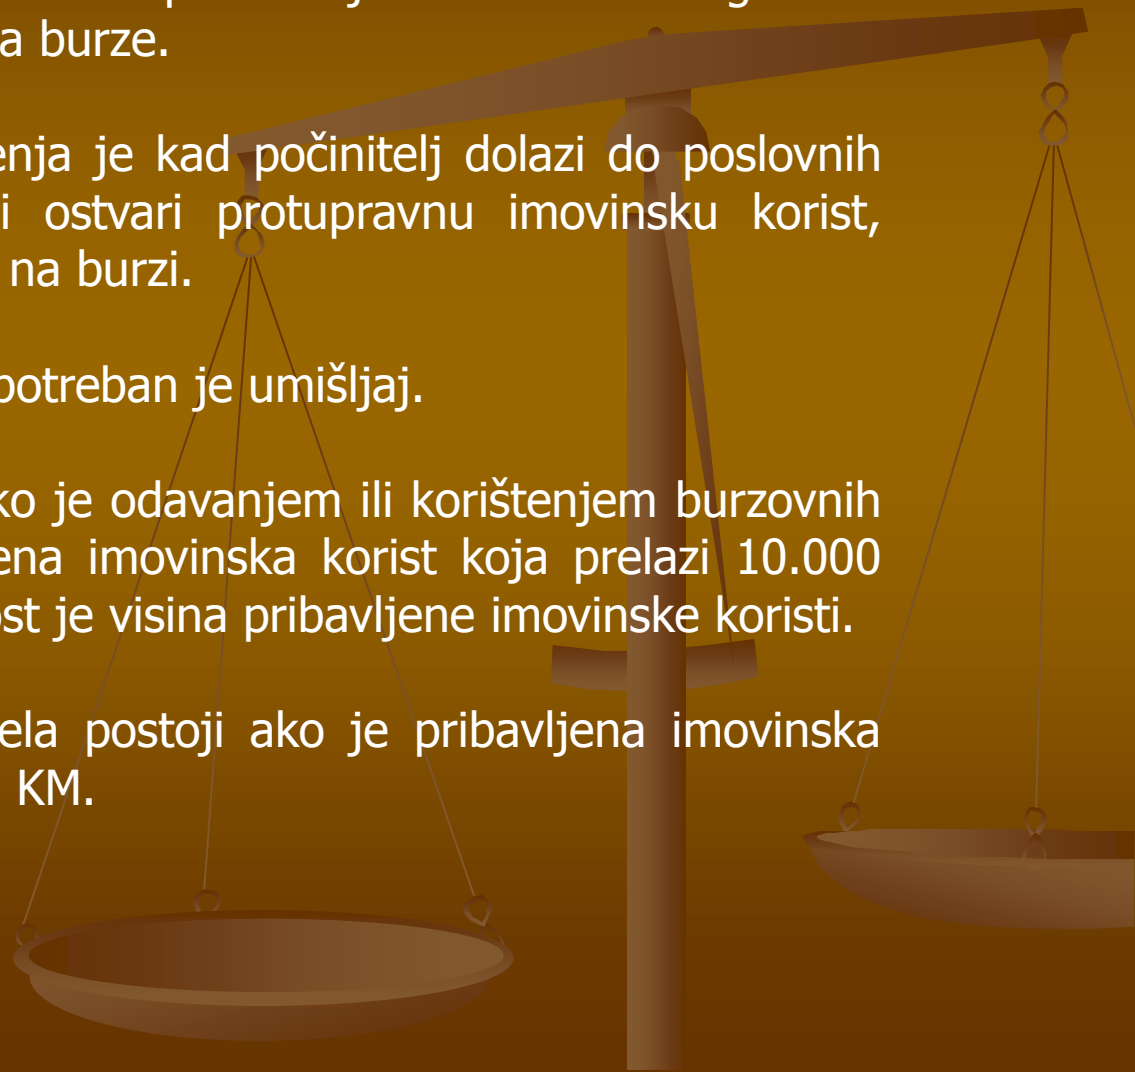 a burze.
enja je kad počinitelj dolazi do poslovnih
i ostvari protupravnu imovinsku korist,
na burzi.
potreban je umišljaj.
ko je odavanjem ili korištenjem burzovnih
ena imovinska korist koja prelazi 10.000
ost je visina pribavljene imovinske koristi.
ela postoji ako je pribavljena imovinska
KM.